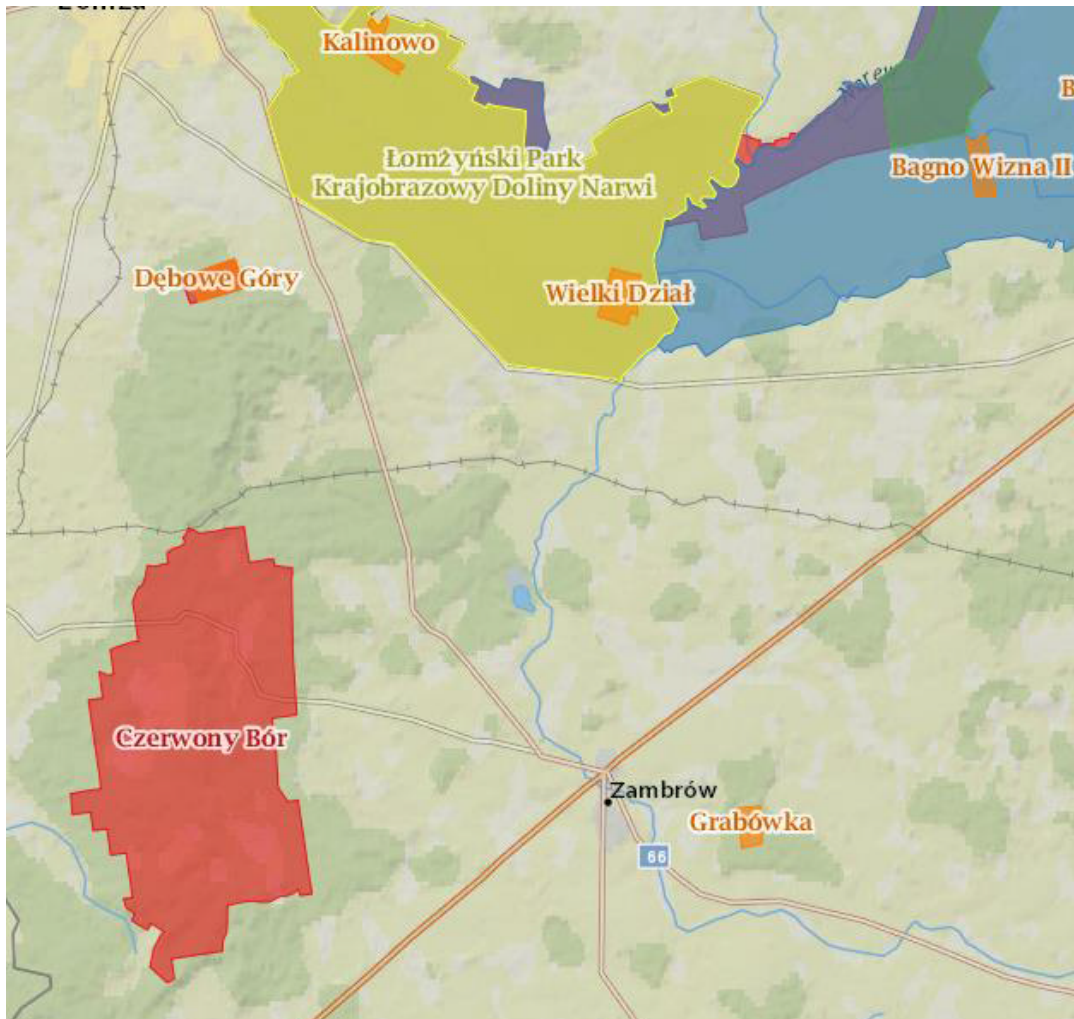 Kalinowo
Łomżyński Park
Krajobrazowy Doliny Narwi
Bagno Wizna II
Dębowe Góry
Wielki Dział
Czerwony Bór
Zambrów
Grabówka
66